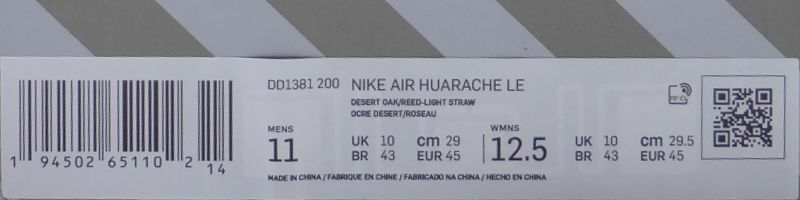 DD1381 200 NIKE AIR HUARACHE LE
DESERT OAK/REED-LIGHT STRAW
OCRE DESERT/ROSEAU
RFID
MENS
11
UK 10 cm 29
BR 43 EUR 45
WMNS
12.5
UK 10 cm 29.5
BR 43 EUR 45
MADE IN CHINA / FABRIQUE EN CHINE / FABRICADO NA CHINA / HECHO EN CHINA
1 94502 65110 2
14